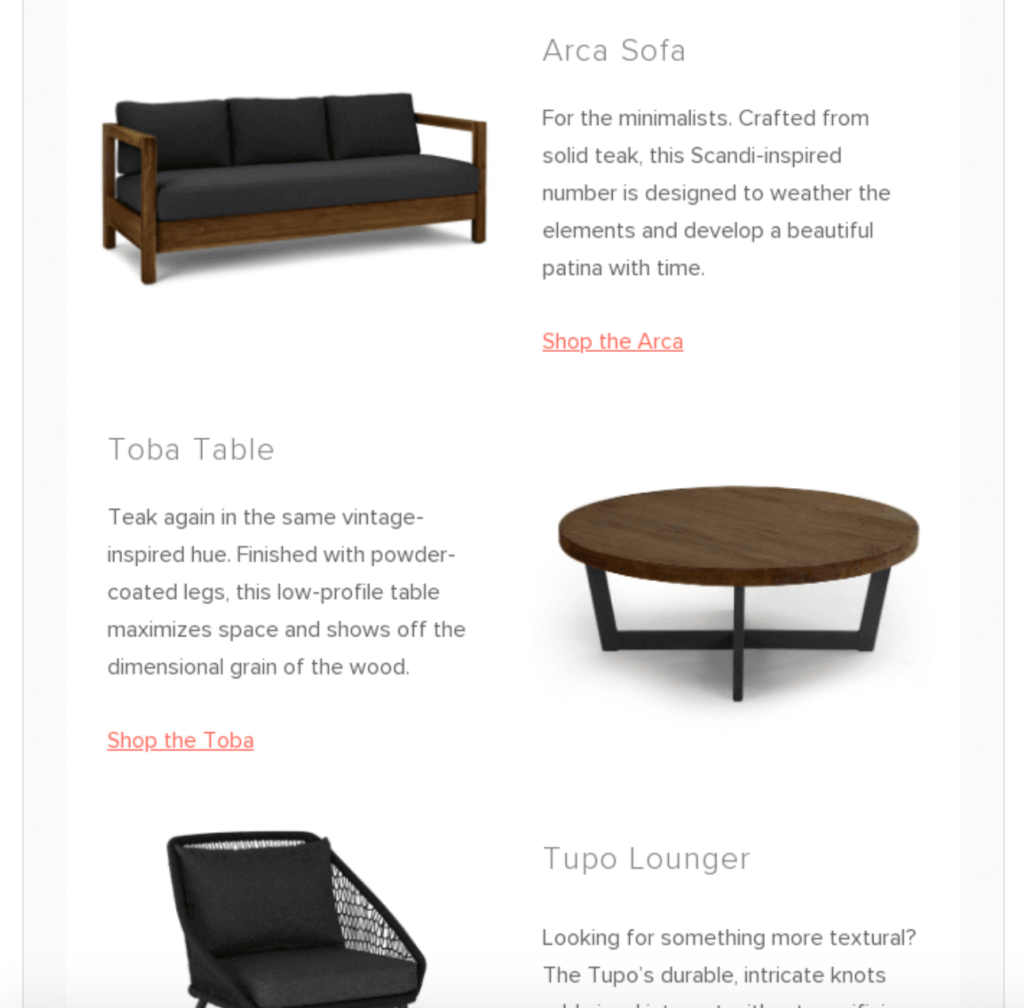 Arca Sofa
For the minimalists. Crafted from
solid teak, this Scandi-inspired
number is designed to weather the
elements and develop a beautiful
patina with time.
Shop the Arca
Toba Table
Teak again in the same vintage-
inspired hue. Finished with powder-
coated legs, this low-profile table
maximizes space and shows off the
dimensional grain of the wood.
Shop the Toba
Tupo Lounger
Looking for something more textural?
The Tupo's durable, intricate knots